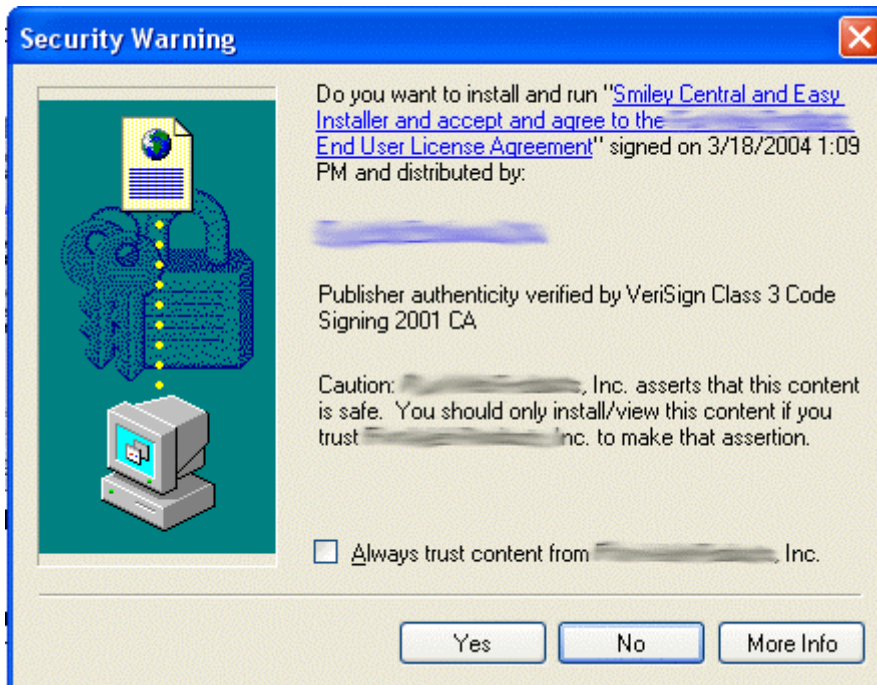 Security Warning
Do you want to install and run "Smiley Central and Easy
Installer and accept and agree to the
End User License Agreement" signed on 3/18/2004 1:09
PM and distributed by:
Publisher authenticity verified by VeriSign Class 3 Code
Signing 2001 CA
Caution: , Inc. asserts that this content
is safe. You should only install/view this content if you
trust Inc. to make that assertion.
Always trust content from , Inc.
Yes No More Info